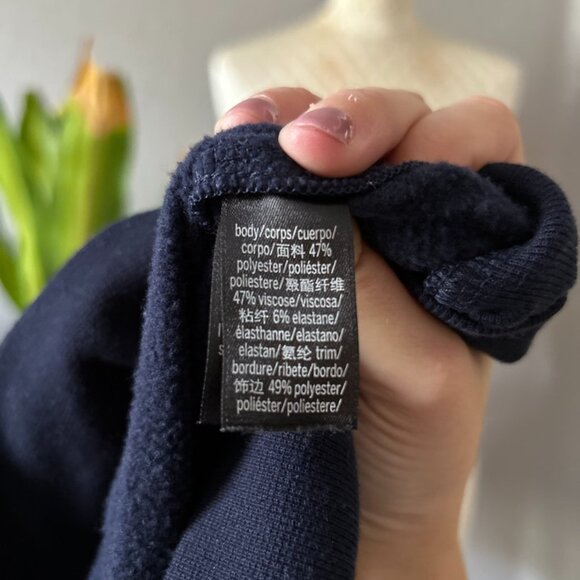 body/corps/cuerpo/
corpo/面料 47%
polyester/poliéster/
poliestere/聚酯纤维
47% viscose/viscosa/
粘纤 6% elastane/
élasthanne/elastano/
elastan/氨纶 trim/
bordure/ribete/bordo/
饰边 49% polyester/
poliéster/poliestere/